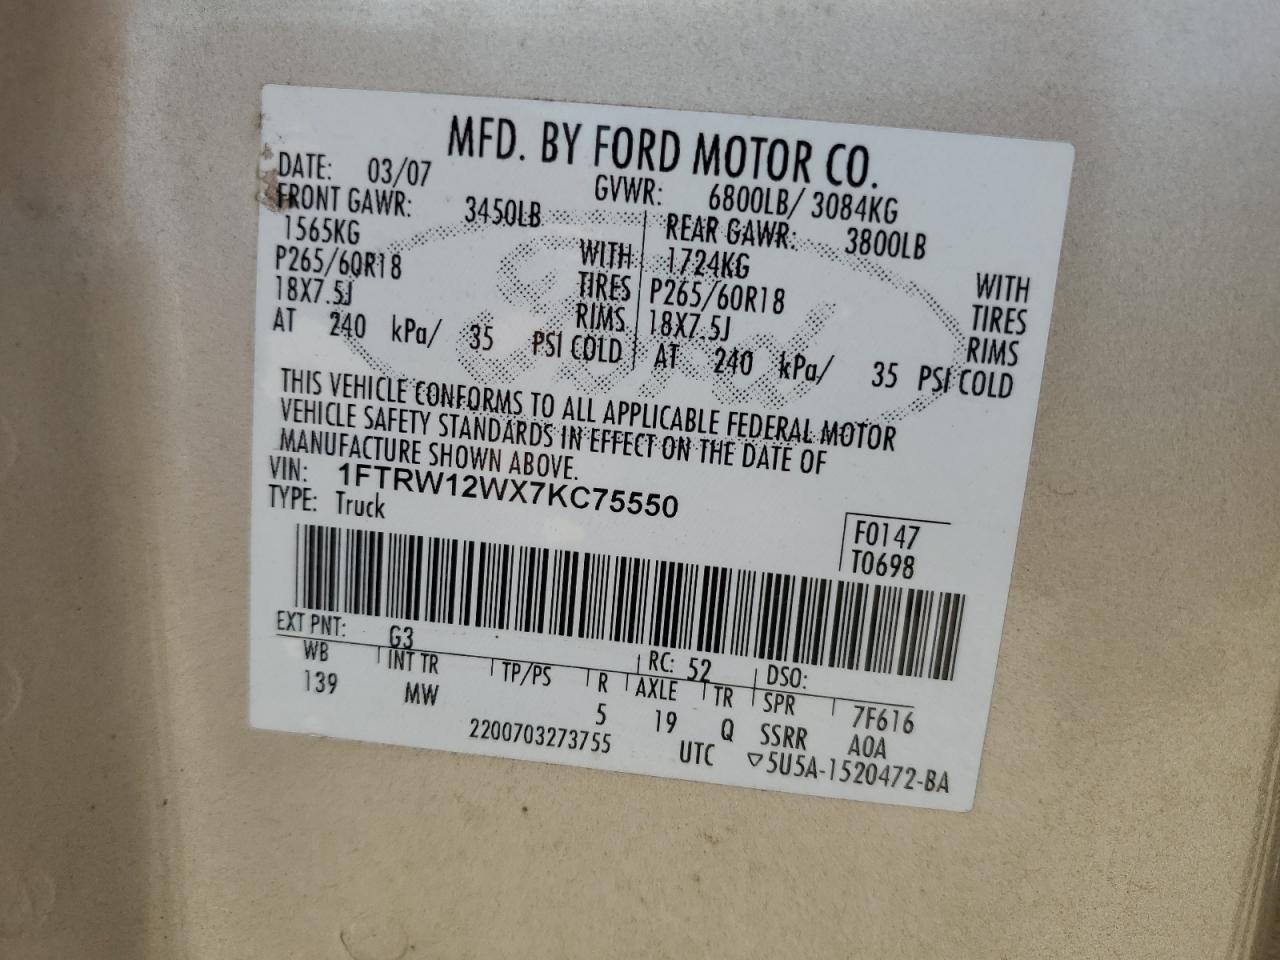 MFD. BY FORD MOTOR CO.
DATE: 03/07 GVWR: 6800LB/ 3084KG
FRONT GAWR: 3450LB REAR GAWR: 3800LB
1565KG WITH 1724KG WITH
P265/60R18 TIRES P265/60R18 TIRES
18X7.5J RIMS 18X7.5J RIMS
AT 240 kPa/ 35 PSI COLD AT 240 kPa/ 35 PSI COLD
THIS VEHICLE CONFORMS TO ALL APPLICABLE FEDERAL MOTOR
VEHICLE SAFETY STANDARDS IN EFFECT ON THE DATE OF
MANUFACTURE SHOWN ABOVE.
VIN: 1FTRW12WX7KC75550
TYPE: Truck
F0147
T0698
EXT PNT: G3 RC: 52 DSO:
WB INT TR TP/PS R AXLE TR SPR 7F616
139 MW 5 19 Q SSRR A0A
2200703273755 UTC ▽5U5A-1520472-BA
Ford